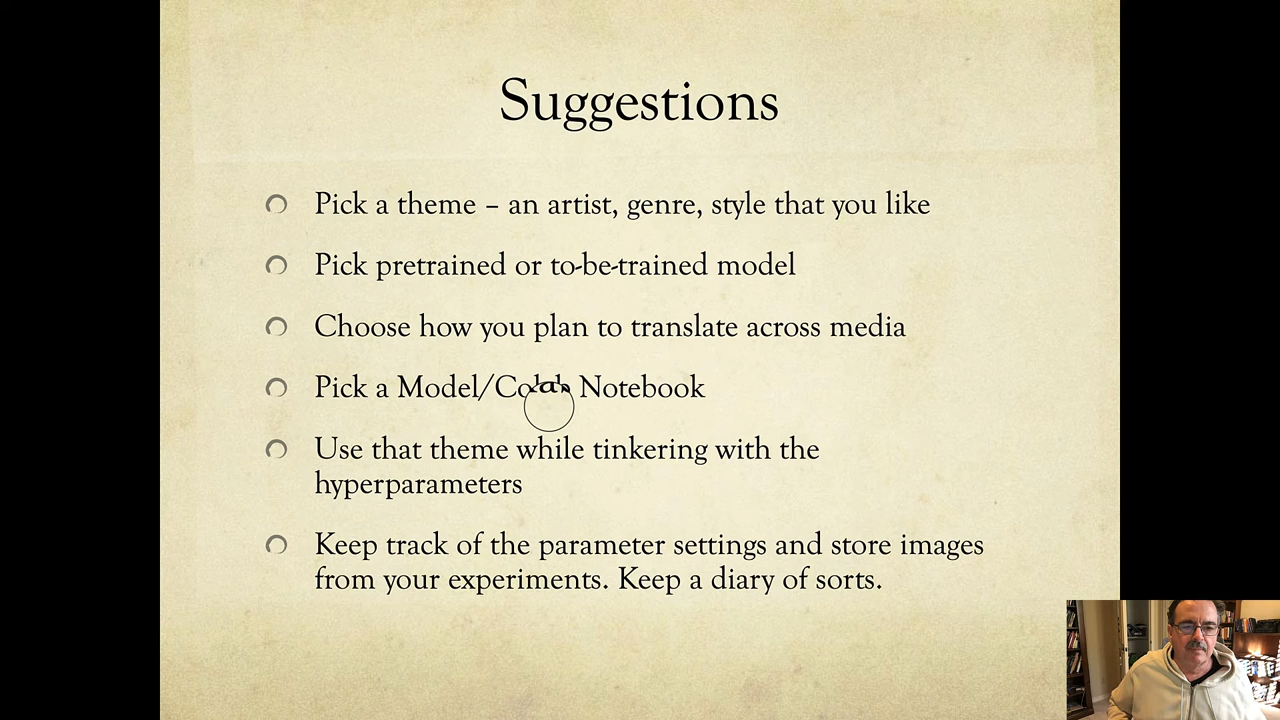 Suggestions
Pick a theme – an artist, genre, style that you like
Pick pretrained or to-be-trained model
Choose how you plan to translate across media
Pick a Model/Colab Notebook
Use that theme while tinkering with the
hyperparameters
Keep track of the parameter settings and store images
from your experiments. Keep a diary of sorts.